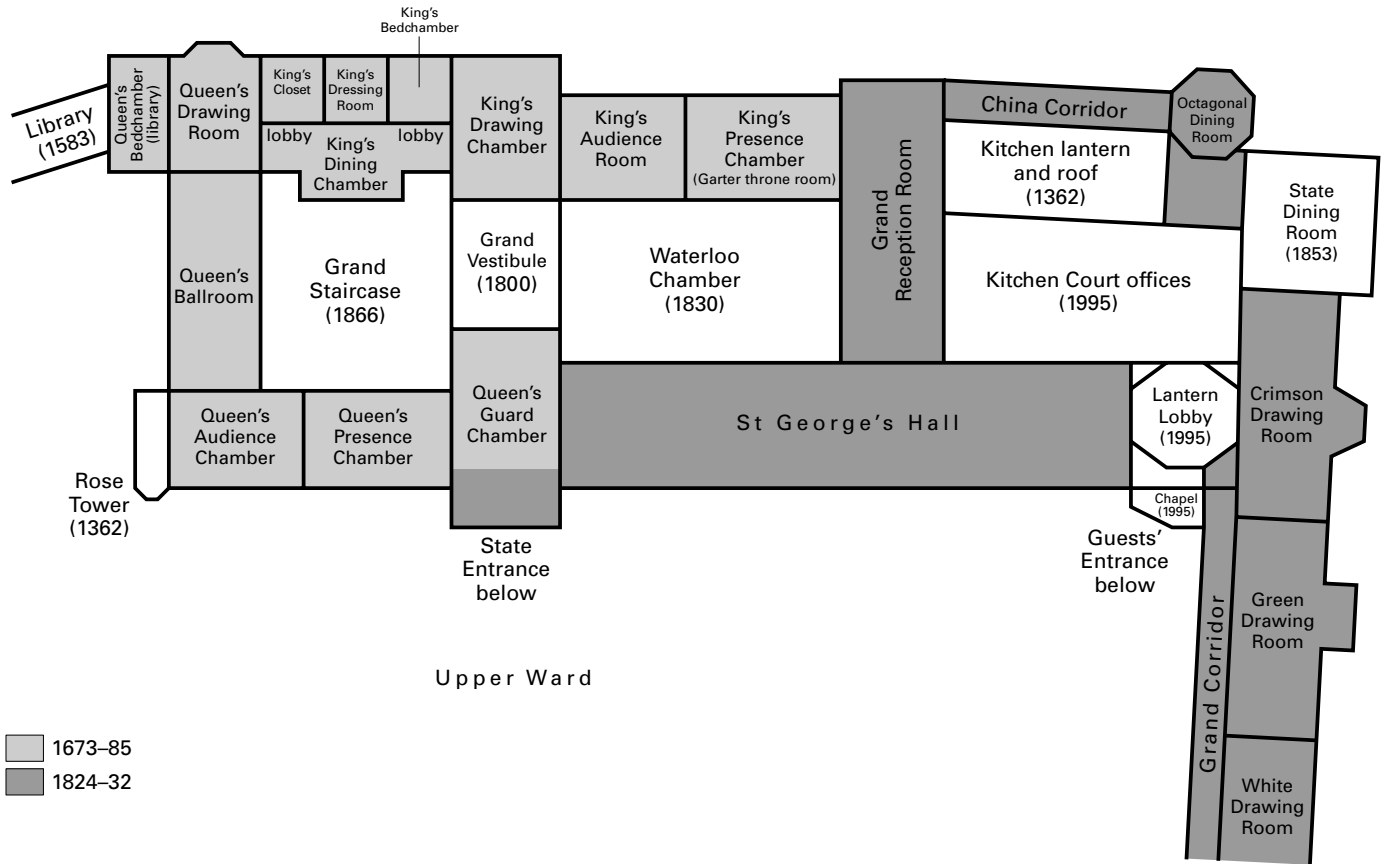 King's
Bedchamber
Library
(1583)
Queen's
Bedchamber
(library)
Queen's
Drawing
Room
King's
Closet
King's
Dressing
Room
lobby
lobby
King's
Dining
Chamber
King's
Drawing
Chamber
King's
Audience
Room
King's
Presence
Chamber
(Garter throne room)
Grand
Reception Room
China Corridor
Octagonal
Dining
Room
Kitchen lantern
and roof
(1362)
State
Dining
Room
(1853)
Queen's
Ballroom
Grand
Staircase
(1866)
Grand
Vestibule
(1800)
Waterloo
Chamber
(1830)
Kitchen Court offices
(1995)
Queen's
Audience
Chamber
Queen's
Presence
Chamber
Queen's
Guard
Chamber
St George's Hall
Lantern
Lobby
(1995)
Crimson
Drawing
Room
Rose
Tower
(1362)
Chapel
(1995)
State
Entrance
below
Guests'
Entrance
below
Grand Corridor
Green
Drawing
Room
Upper Ward
White
Drawing
Room
1673–85
1824–32